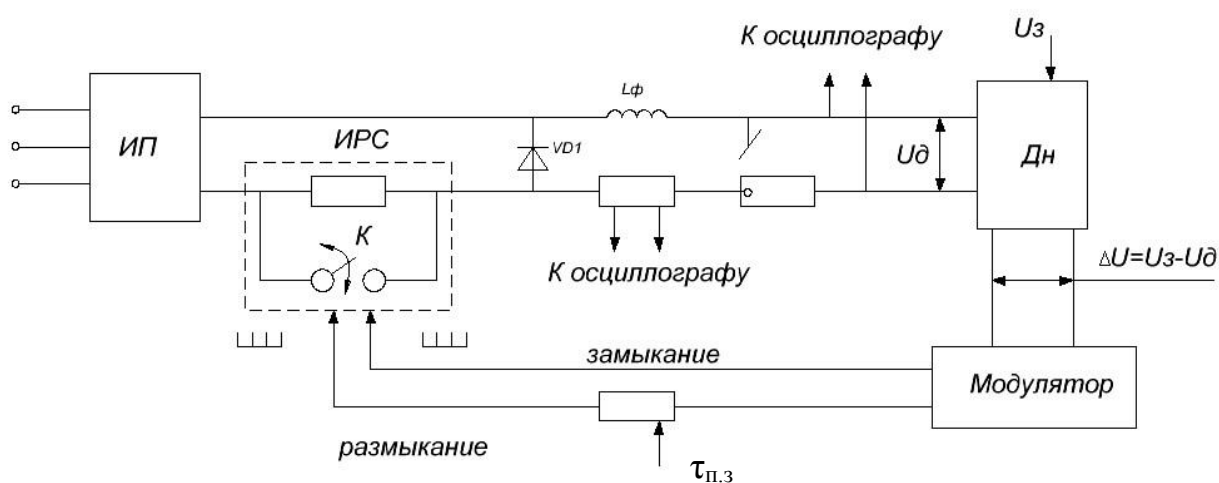 К осциллографу
Uз
Lф
ИП
ИРС
VD1
Uд
Дн
К
К осциллографу
ΔU=Uз-Uд
замыкание
Модулятор
размыкание
τп.з